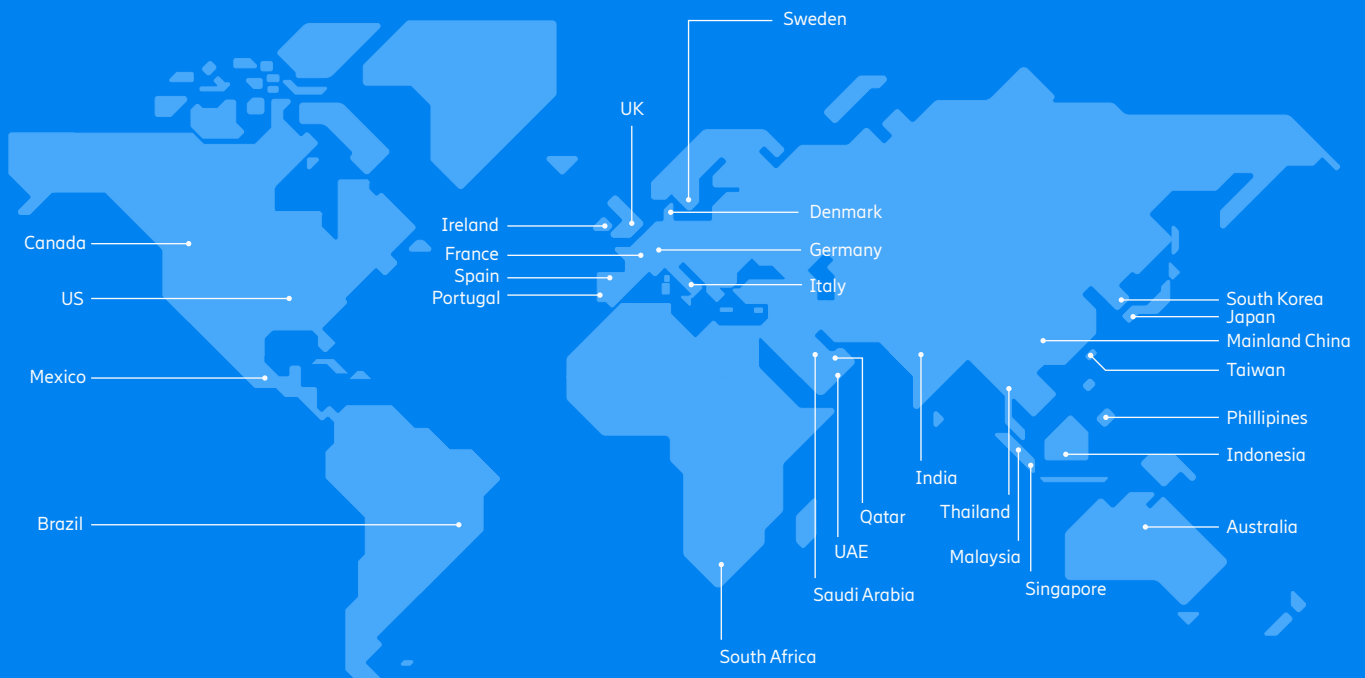 Sweden
UK
Ireland
Denmark
Canada
France
Germany
Spain
Italy
US
Portugal
South Korea
Japan
Mainland China
Taiwan
Mexico
Phillipines
Indonesia
India
Thailand
Qatar
Brazil
Australia
UAE
Malaysia
Saudi Arabia
Singapore
South Africa